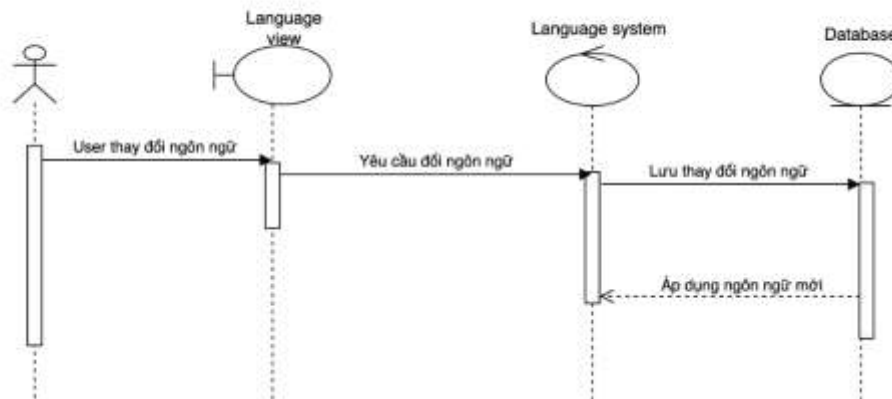 Language
view
Language system
Database
User thay đổi ngôn ngữ
Yêu cầu đổi ngôn ngữ
Lưu thay đổi ngôn ngữ
Áp dụng ngôn ngữ mới